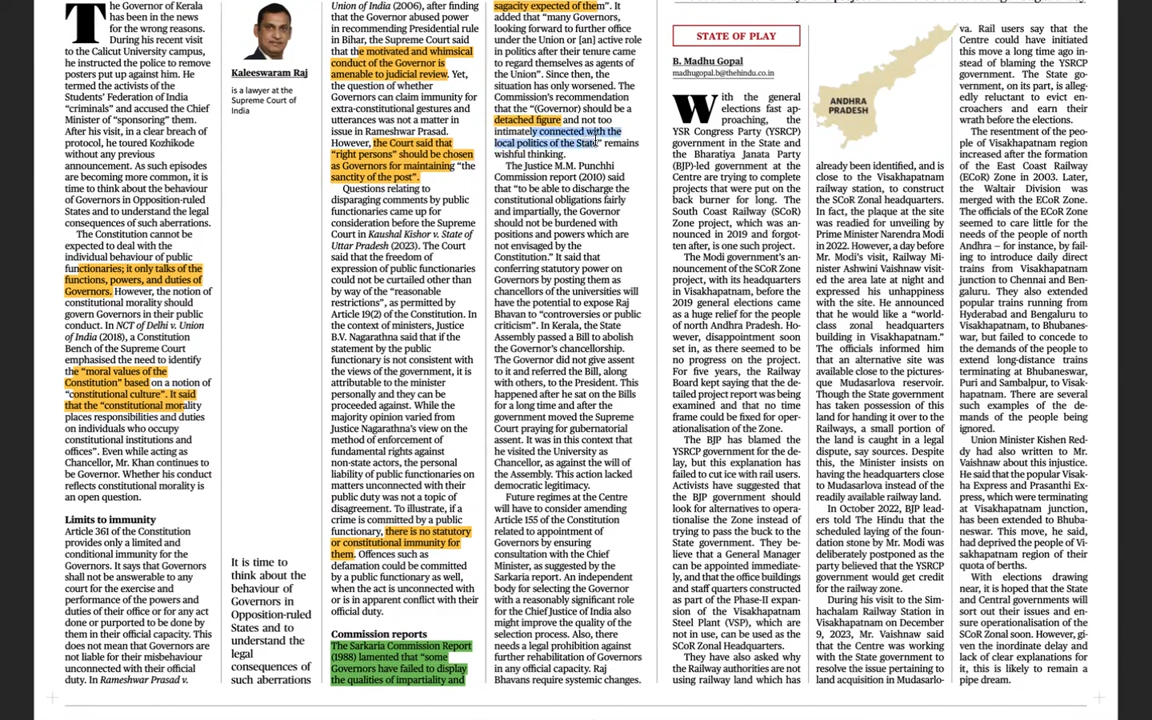 The Governor of Kerala
has been in the news
for the wrong reasons.
During his recent visit
to the Calicut University campus,
he instructed the police to remove
posters put up against him. He
termed the activists of the
Students' Federation of India
"criminals" and accused the Chief
Minister of "sponsoring" them.
After his visit, in a clear breach of
protocol, he toured Kozhikode
without any previous
announcement. As such episodes
are becoming more common, it is
time to think about the behaviour
of Governors in Opposition-ruled
States and to understand the legal
consequences of such aberrations.
The Constitution cannot be
expected to deal with the
individual behaviour of public
functionaries; it only talks of the
functions, powers, and duties of
Governors. However, the notion of
constitutional morality should
govern Governors in their public
conduct. In NCT of Delhi v. Union
of India (2018), a Constitution
Bench of the Supreme Court
emphasised the need to identify
the "moral values of the
Constitution" based on a notion of
"constitutional culture". It said
that the "constitutional morality
places responsibilities and duties
on individuals who occupy
constitutional institutions and
offices". Even while acting as
Chancellor, Mr. Khan continues to
be Governor. Whether his conduct
reflects constitutional morality is
an open question.
Limits to immunity
Article 361 of the Constitution
provides only a limited and
conditional immunity for the
Governors. It says that Governors
shall not be answerable to any
court for the exercise and
performance of the powers and
duties of their office or for any act
done or purported to be done by
them in their official capacity. This
does not mean that Governors are
not liable for their misbehaviour
unconnected with their official
duty. In Rameshwar Prasad v.
Kaleeswaram Raj
is a lawyer at the
Supreme Court of
India
It is time to
think about the
behaviour of
Governors in
Opposition-ruled
States and to
understand the
legal
consequences of
such aberrations
Union of India (2006), after finding
that the Governor abused power
in recommending Presidential rule
in Bihar, the Supreme Court said
that the motivated and whimsical
conduct of the Governor is
amenable to judicial review. Yet,
the question of whether
Governors can claim immunity for
extra-constitutional gestures and
utterances was not a matter in
issue in Rameshwar Prasad.
However, the Court said that
"right persons" should be chosen
as Governors for maintaining "the
sanctity of the post".
Questions relating to
disparaging comments by public
functionaries came up for
consideration before the Supreme
Court in Kaushal Kishor v. State of
Uttar Pradesh (2023). The Court
said that the freedom of
expression of public functionaries
could not be curtailed other than
by way of the "reasonable
restrictions", as permitted by
Article 19(2) of the Constitution. In
the context of ministers, Justice
B.V. Nagarathna said that if the
statement by the public
functionary is not consistent with
the views of the government, it is
attributable to the minister
personally and they can be
proceeded against. While the
majority opinion varied from
Justice Nagarathna's view on the
method of enforcement of
fundamental rights against
non-state actors, the personal
liability of public functionaries on
matters unconnected with their
public duty was not a topic of
disagreement. To illustrate, if a
crime is committed by a public
functionary, there is no statutory
or constitutional immunity for
them. Offences such as
defamation could be committed
by a public functionary as well,
when the act is unconnected with
or is in apparent conflict with their
official duty.
Commission reports
The Sarkaria Commission Report
(1988) lamented that "some
Governors have failed to display
the qualities of impartiality and
sagacity expected of them". It
added that "many Governors,
looking forward to further office
under the Union or [an] active role
in politics after their tenure came
to regard themselves as agents of
the Union". Since then, the
situation has only worsened. The
Commission's recommendation
that the "(Governor) should be a
detached figure and not too
intimately connected with the
local politics of the State" remains
wishful thinking.
The Justice M.M. Punchhi
Commission report (2010) said
that "to be able to discharge the
constitutional obligations fairly
and impartially, the Governor
should not be burdened with
positions and powers which are
not envisaged by the
Constitution." It said that
conferring statutory power on
Governors by posting them as
chancellors of the universities will
have the potential to expose Raj
Bhavan to "controversies or public
criticism". In Kerala, the State
Assembly passed a Bill to abolish
the Governor's chancellorship.
The Governor did not give assent
to it and referred the Bill, along
with others, to the President. This
happened after he sat on the Bills
for a long time and after the
government moved the Supreme
Court praying for gubernatorial
assent. It was in this context that
he visited the University as
Chancellor, as against the will of
the Assembly. This action lacked
democratic legitimacy.
Future regimes at the Centre
will have to consider amending
Article 155 of the Constitution
related to appointment of
Governors by ensuring
consultation with the Chief
Minister, as suggested by the
Sarkaria report. An independent
body for selecting the Governor
with a reasonably significant role
for the Chief Justice of India also
might improve the quality of the
selection process. Also, there
needs a legal prohibition against
further rehabilitation of Governors
in any official capacity. Raj
Bhavans require systemic changes.
STATE OF PLAY
B. Madhu Gopal
madhugopal.b@thehindu.co.in
With the general
elections fast ap-
proaching, the
YSR Congress Party (YSRCP)
government in the State and
the Bharatiya Janata Party
(BJP)-led government at the
Centre are trying to complete
projects that were put on the
back burner for long. The
South Coast Railway (SCoR)
Zone project, which was an-
nounced in 2019 and forgot-
ten after, is one such project.
The Modi government's an-
nouncement of the SCoR Zone
project, with its headquarters
in Visakhapatnam, before the
2019 general elections came
as a huge relief for the people
of north Andhra Pradesh. Ho-
wever, disappointment soon
set in, as there seemed to be
no progress on the project.
For five years, the Railway
Board kept saying that the de-
tailed project report was being
examined and that no time
frame could be fixed for oper-
ationalisation of the Zone.
The BJP has blamed the
YSRCP government for the de-
lay, but this explanation has
failed to cut ice with rail users.
Activists have suggested that
the BJP government should
look for alternatives to opera-
tionalise the Zone instead of
trying to pass the buck to the
State government. They be-
lieve that a General Manager
can be appointed immediate-
ly, and that the office buildings
and staff quarters constructed
as part of the Phase-II expan-
sion of the Visakhapatnam
Steel Plant (VSP), which are
not in use, can be used as the
SCoR Zonal Headquarters.
They have also asked why
the Railway authorities are not
using railway land which has
ANDHRA
PRADESH
already been identified, and is
close to the Visakhapatnam
railway station, to construct
the SCoR Zonal headquarters.
In fact, the plaque at the site
was readied for unveiling by
Prime Minister Narendra Modi
in 2022. However, a day before
Mr. Modi's visit, Railway Mi-
nister Ashwini Vaishnaw visit-
ed the area late at night and
expressed his unhappiness
with the site. He announced
that he would like a "world-
class zonal headquarters
building in Visakhapatnam."
The officials informed him
that an alternative site was
available close to the pictures-
que Mudasarlova reservoir.
Though the State government
has taken possession of this
land for handing it over to the
Railways, a small portion of
the land is caught in a legal
dispute, say sources. Despite
this, the Minister insists on
having the headquarters close
to Mudasarlova instead of the
readily available railway land.
In October 2022, BJP lead-
ers told The Hindu that the
scheduled laying of the foun-
dation stone by Mr. Modi was
deliberately postponed as the
party believed that the YSRCP
government would get credit
for the railway zone.
During his visit to the Sim-
hachalam Railway Station in
Visakhapatnam on December
9, 2023, Mr. Vaishnaw said
that the Centre was working
with the State government to
resolve the issue pertaining to
land acquisition in Mudasarlo-
va. Rail users say that the
Centre could have initiated
this move a long time ago in-
stead of blaming the YSRCP
government. The State go-
vernment, on its part, is alleg-
edly reluctant to evict en-
croachers and earn their
wrath before the elections.
The resentment of the peo-
ple of Visakhapatnam region
increased after the formation
of the East Coast Railway
(ECoR) Zone in 2003. Later,
the Waltair Division was
merged with the ECoR Zone.
The officials of the ECoR Zone
seemed to care little for the
needs of the people of north
Andhra – for instance, by fail-
ing to introduce daily direct
trains from Visakhapatnam
junction to Chennai and Ben-
galuru. They also extended
popular trains running from
Hyderabad and Bengaluru to
Visakhapatnam, to Bhubanes-
war, but failed to concede to
the demands of the people to
extend long-distance trains
terminating at Bhubaneswar,
Puri and Sambalpur, to Visak-
hapatnam. There are several
such examples of the de-
mands of the people being
ignored.
Union Minister Kishen Red-
dy had also written to Mr.
Vaishnaw about this injustice.
He said that the popular Visak-
ha Express and Prasanthi Ex-
press, which were terminating
at Visakhapatnam junction,
has been extended to Bhuba-
neswar. This move, he said,
had deprived the people of Vi-
sakhapatnam region of their
quota of berths.
With elections drawing
near, it is hoped that the State
and Central governments will
sort out their issues and en-
sure operationalisation of the
SCoR Zonal soon. However, gi-
ven the inordinate delay and
lack of clear explanations for
it, this is likely to remain a
pipe dream.